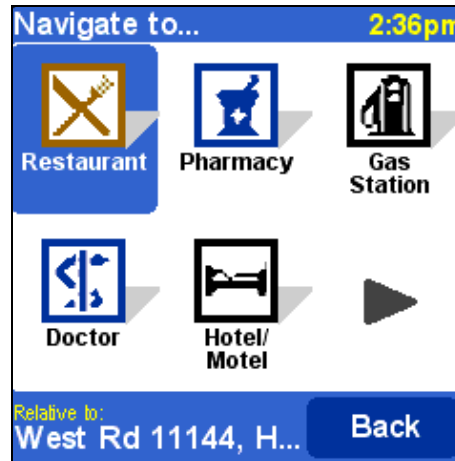 Navigate to... 2:36pm
Restaurant Pharmacy Gas
Station
Doctor Hotel/
Motel
Relative to:
West Rd 11144, H... Back